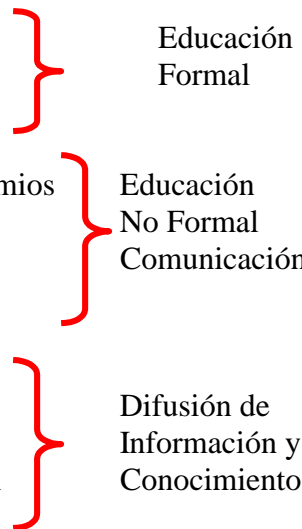 Educación
Formal
mios
Educación
No Formal
Comunicación
Difusión de
Información y
Conocimiento